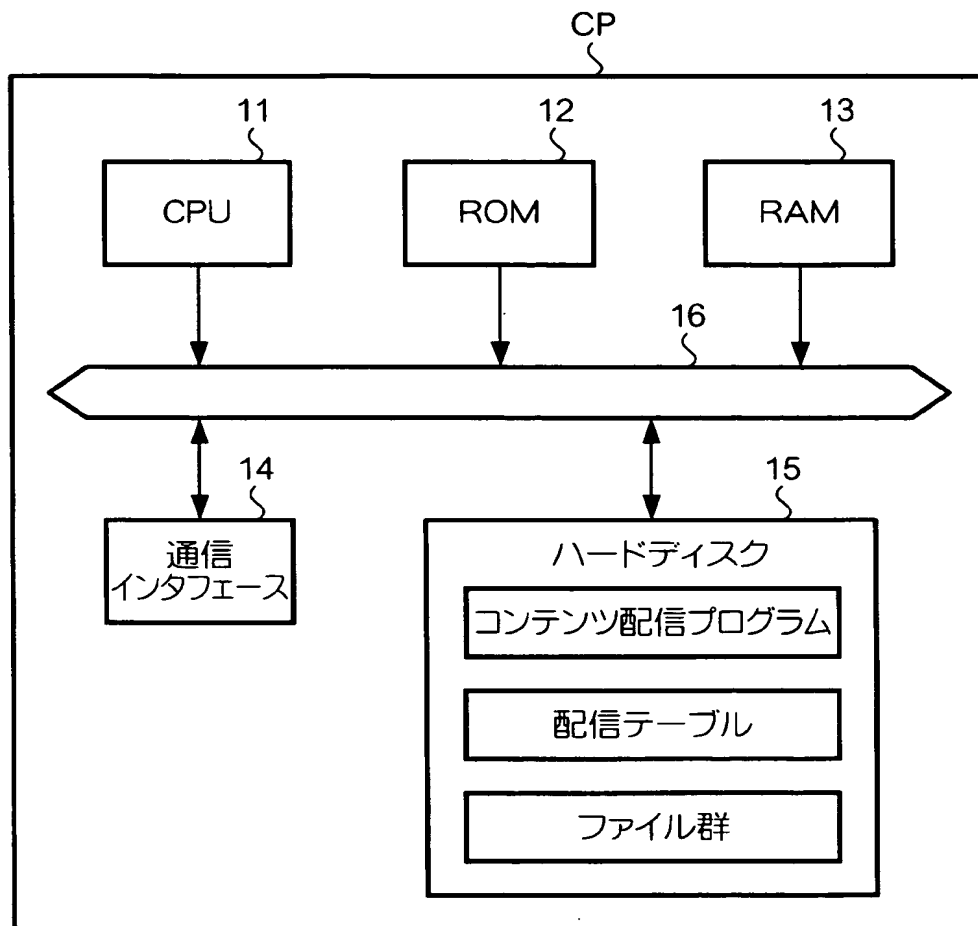 CP
11
12
13
CPU
ROM
RAM
16
14
15
通信
インタフェース
ハードディスク
コンテンツ配信プログラム
配信テーブル
ファイル群